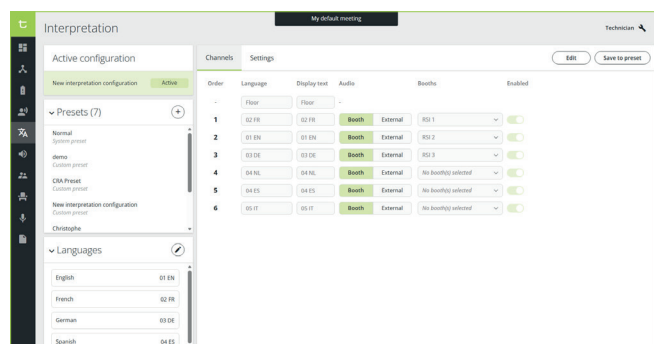 My default meeting
Interpretation
Technician
Active configuration
New interpretation configuration Active
Presets (7)
Normal
System preset
demo
Custom preset
CRA Preset
Custom preset
New interpretation configuration
Custom preset
Christophe
Languages
English 01 EN
French 02 FR
German 03 DE
Spanish 04 ES
Channels Settings Edit Save to preset
Order Language Display text Audio Booths Enabled
- Floor Floor -
1 02 FR 02 FR Booth External RSI 1
2 01 EN 01 EN Booth External RSI 2
3 03 DE 03 DE Booth External RSI 3
4 04 NL 04 NL Booth External No booth(s) selected
5 04 ES 04 ES Booth External No booth(s) selected
6 05 IT 05 IT Booth External No booth(s) selected